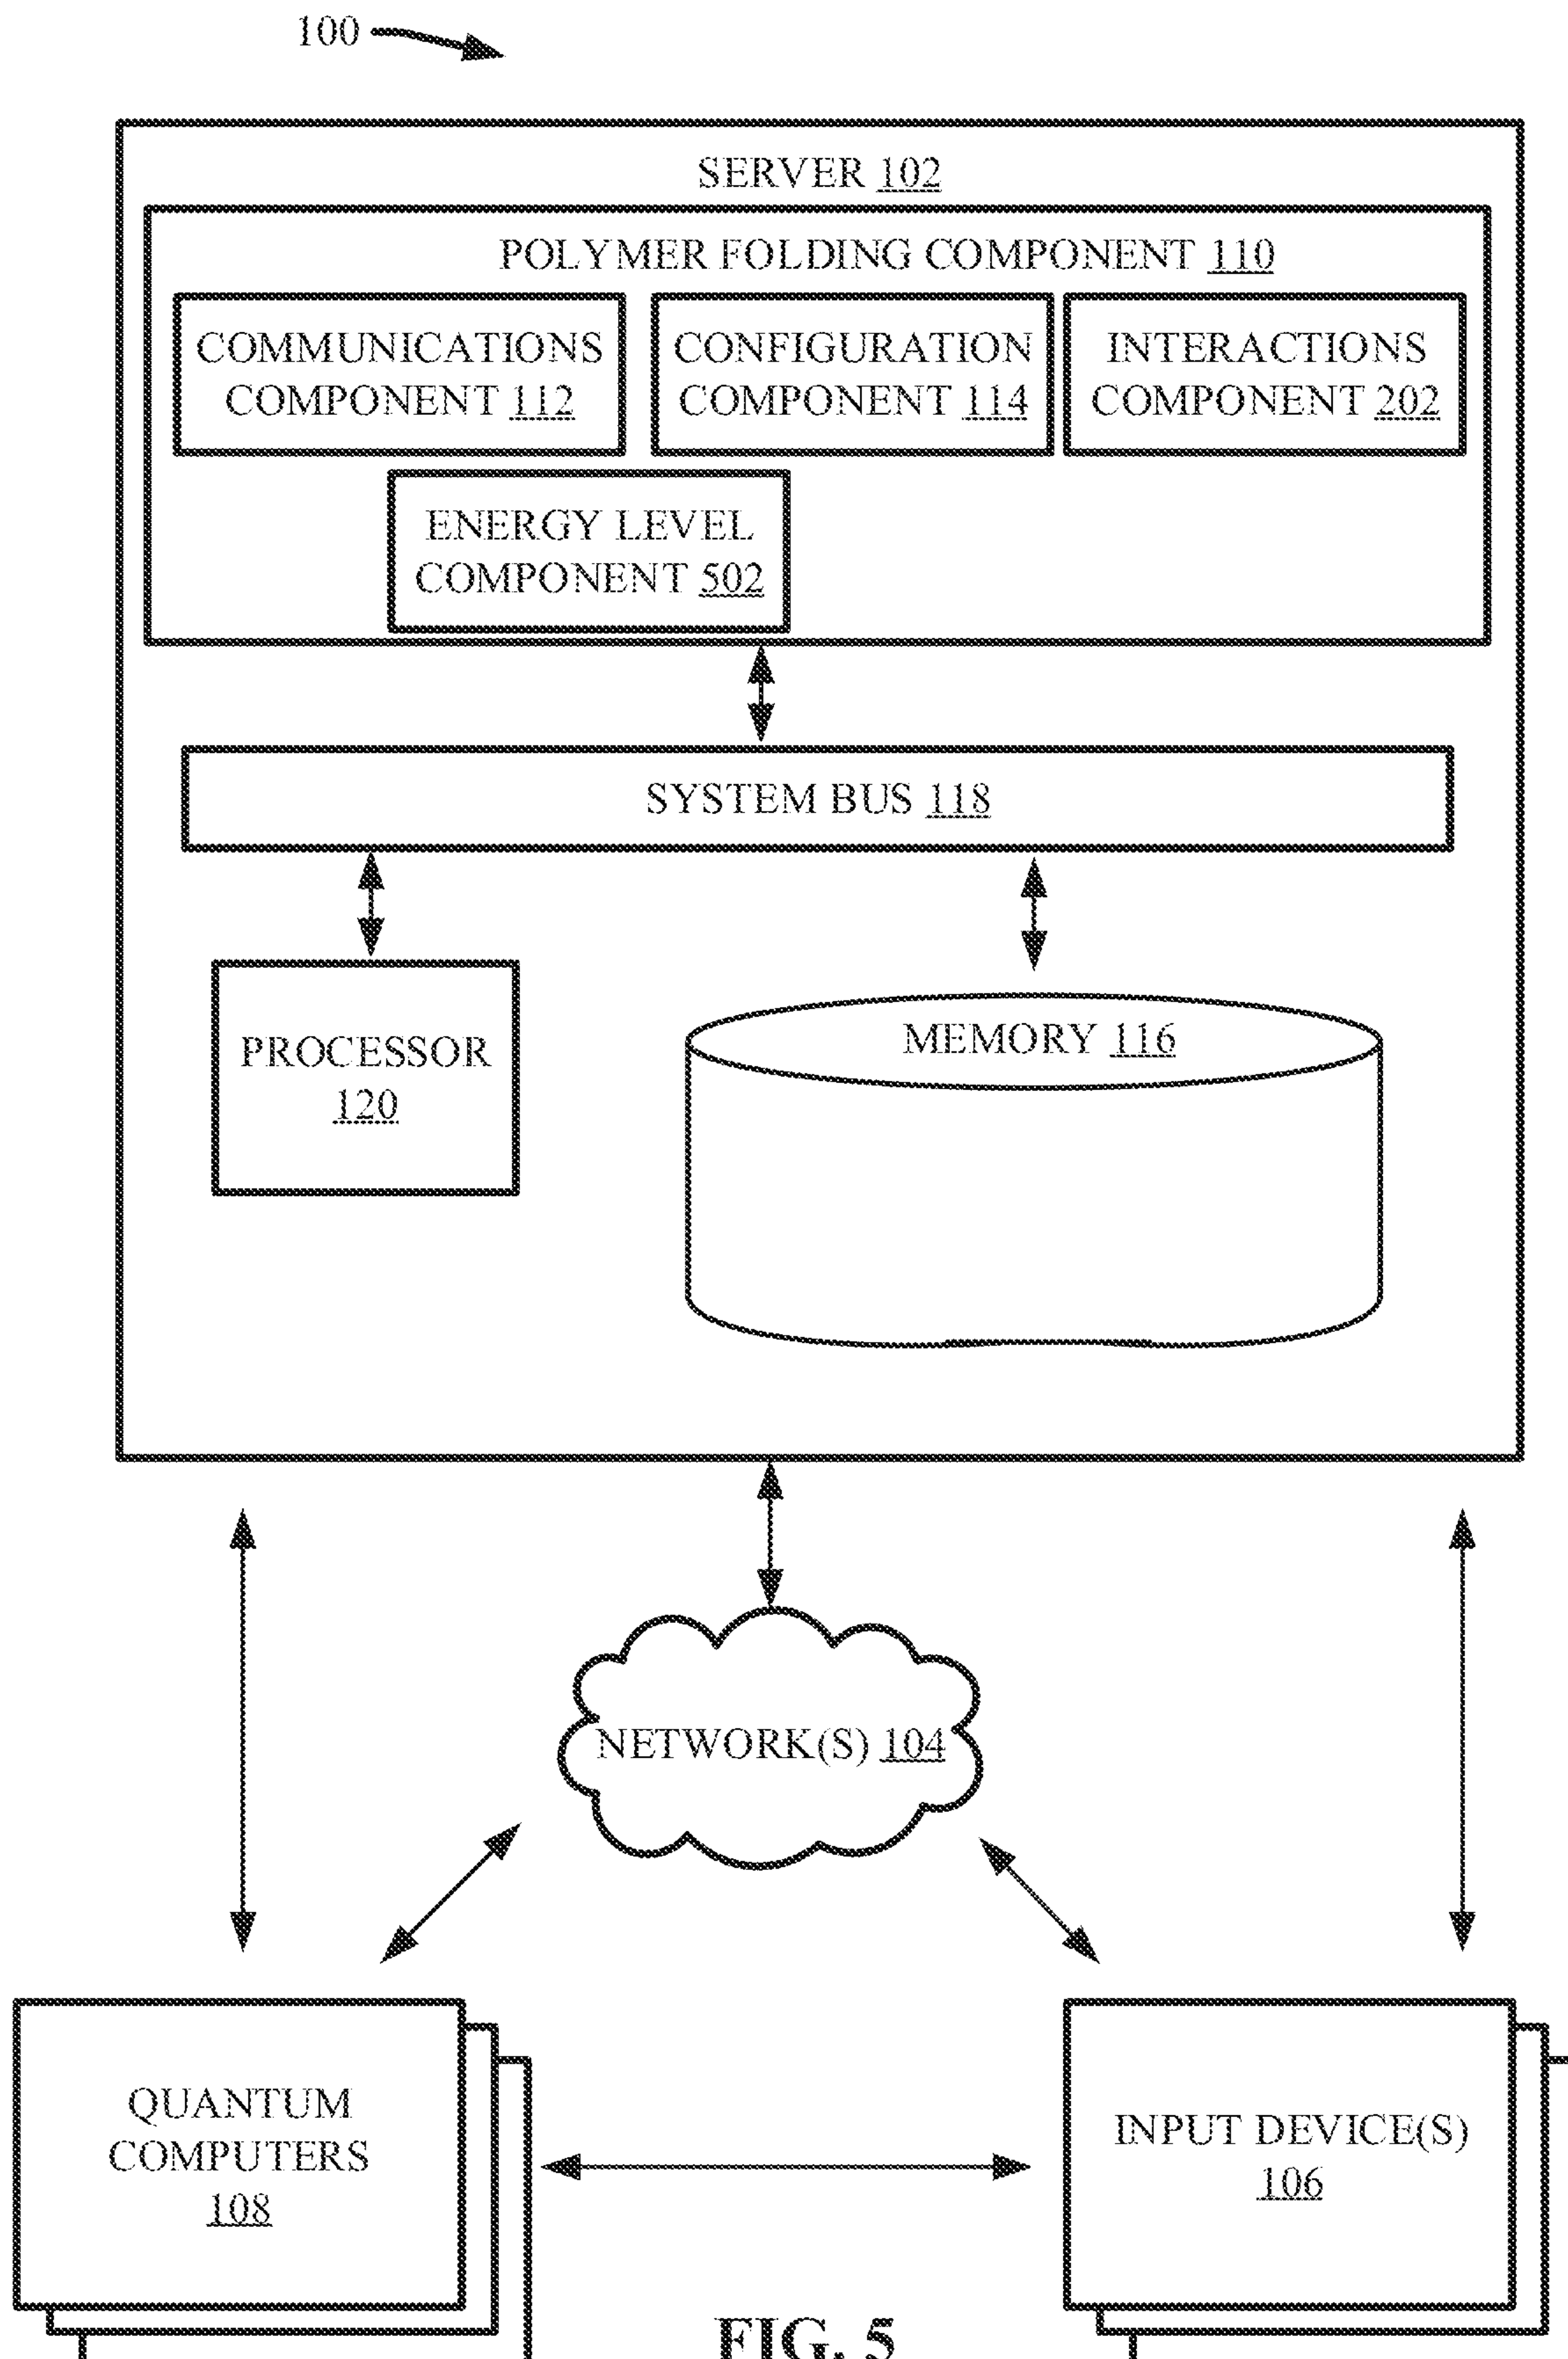 100
SERVER 102
POLYMER FOLDING COMPONENT 110
COMMUNICATIONS
COMPONENT 112
CONFIGURATION
COMPONENT 114
INTERACTIONS
COMPONENT 202
ENERGY LEVEL
COMPONENT 502
SYSTEM BUS 118
PROCESSOR
120
MEMORY 116
NETWORK(S) 104
QUANTUM
COMPUTERS
108
INPUT DEVICE(S)
106
FIG. 5